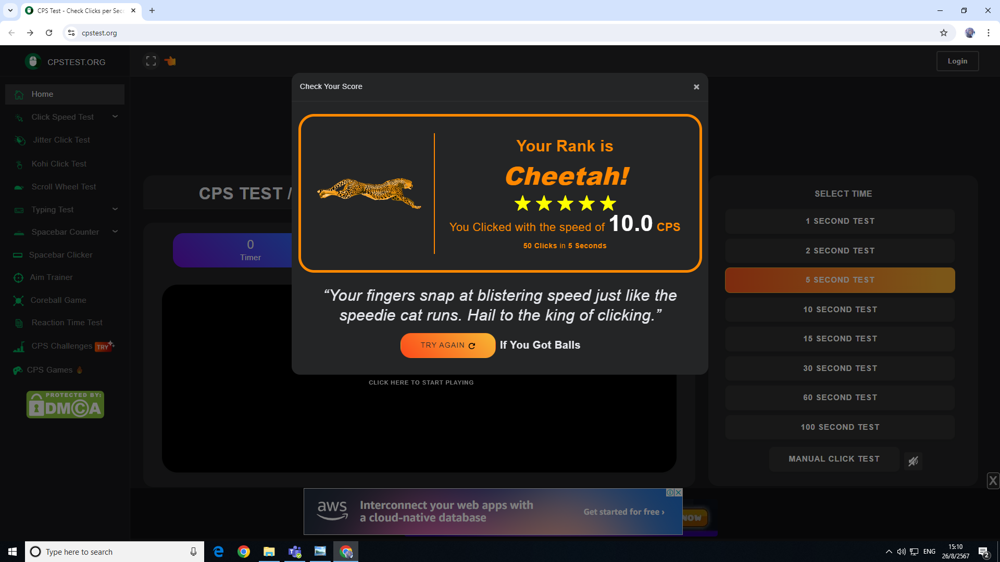 CPS Test - Check Clicks per Seco
cpstest.org
CPSTEST.ORG
Login
Home
Click Speed Test
Jitter Click Test
Kohi Click Test
Scroll Wheel Test
Typing Test
Spacebar Counter
Spacebar Clicker
Aim Trainer
Coreball Game
Reaction Time Test
CPS Challenges TRY
CPS Games
PROTECTED BY:
DMCA
CPS TEST /
0
Timer
Check Your Score
Your Rank is
Cheetah!
You Clicked with the speed of 10.0 CPS
50 Clicks in 5 Seconds
“Your fingers snap at blistering speed just like the
speedie cat runs. Hail to the king of clicking.”
TRY AGAIN If You Got Balls
CLICK HERE TO START PLAYING
SELECT TIME
1 SECOND TEST
2 SECOND TEST
5 SECOND TEST
10 SECOND TEST
15 SECOND TEST
30 SECOND TEST
60 SECOND TEST
100 SECOND TEST
MANUAL CLICK TEST
X
aws
Interconnect your web apps with
a cloud-native database
Get started for free ›
NOW
Type here to search
ENG
15:10
26/8/2567
2